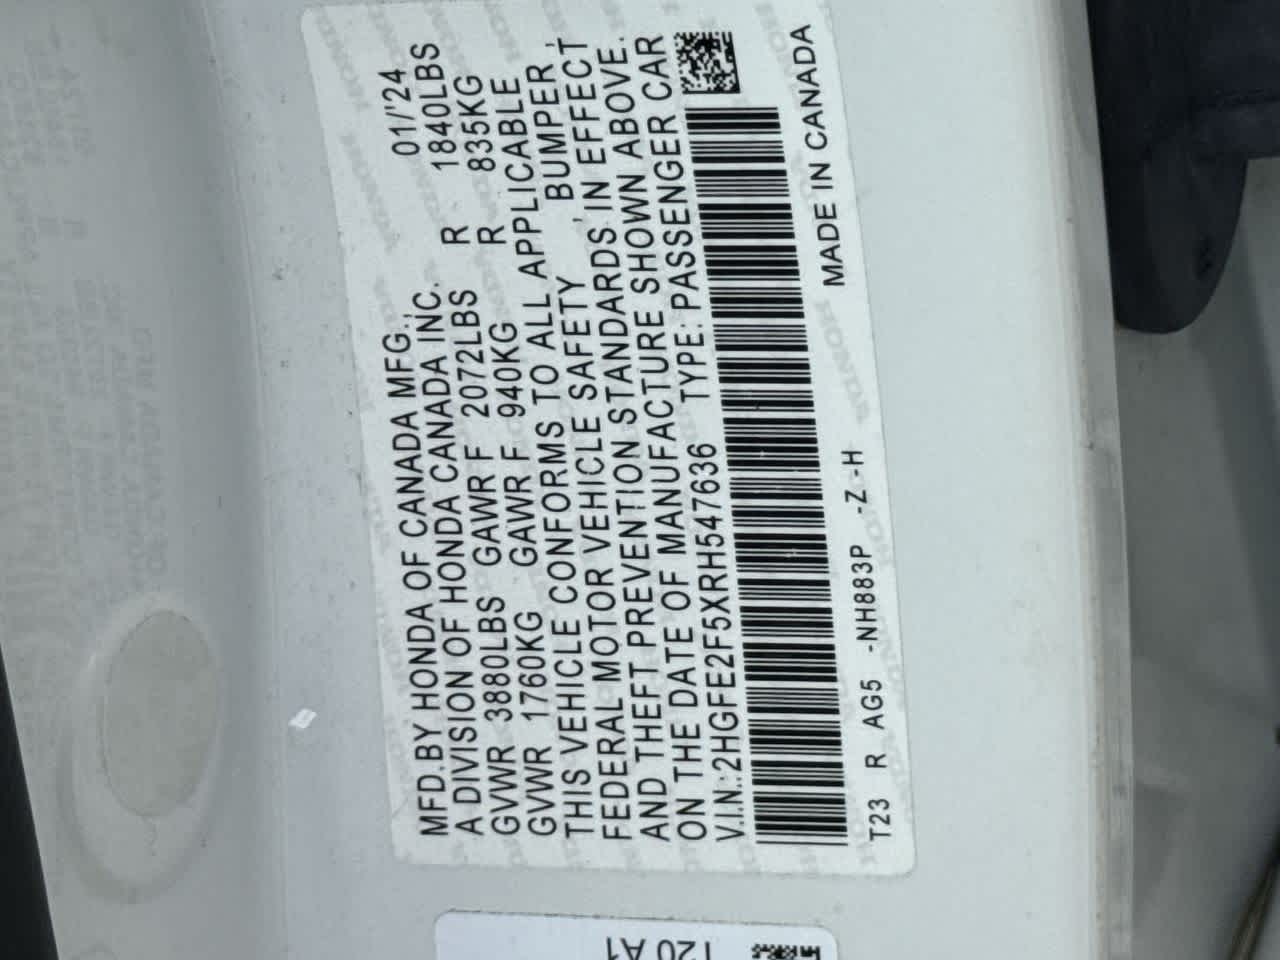 MFD. BY HONDA OF CANADA MFG., 01/'24
A DIVISION OF HONDA CANADA INC.
GVWR 3880LBS GAWR F 2072LBS R 1840LBS
GVWR 1760KG GAWR F 940KG R 835KG
THIS VEHICLE CONFORMS TO ALL APPLICABLE
FEDERAL MOTOR VEHICLE SAFETY, BUMPER,
AND THEFT PREVENTION STANDARDS IN EFFECT
ON THE DATE OF MANUFACTURE SHOWN ABOVE.
V.I.N.:2HGFE2F5XRH547636 TYPE: PASSENGER CAR
MADE IN CANADA
T23 R AG5 -NH883P -Z -H
T20 A1